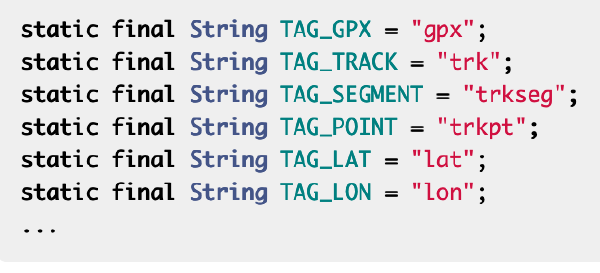 static final String TAG_GPX = "gpx";
static final String TAG_TRACK = "trk";
static final String TAG_SEGMENT = "trkseg";
static final String TAG_POINT = "trkpt";
static final String TAG_LAT = "lat";
static final String TAG_LON = "lon";
...